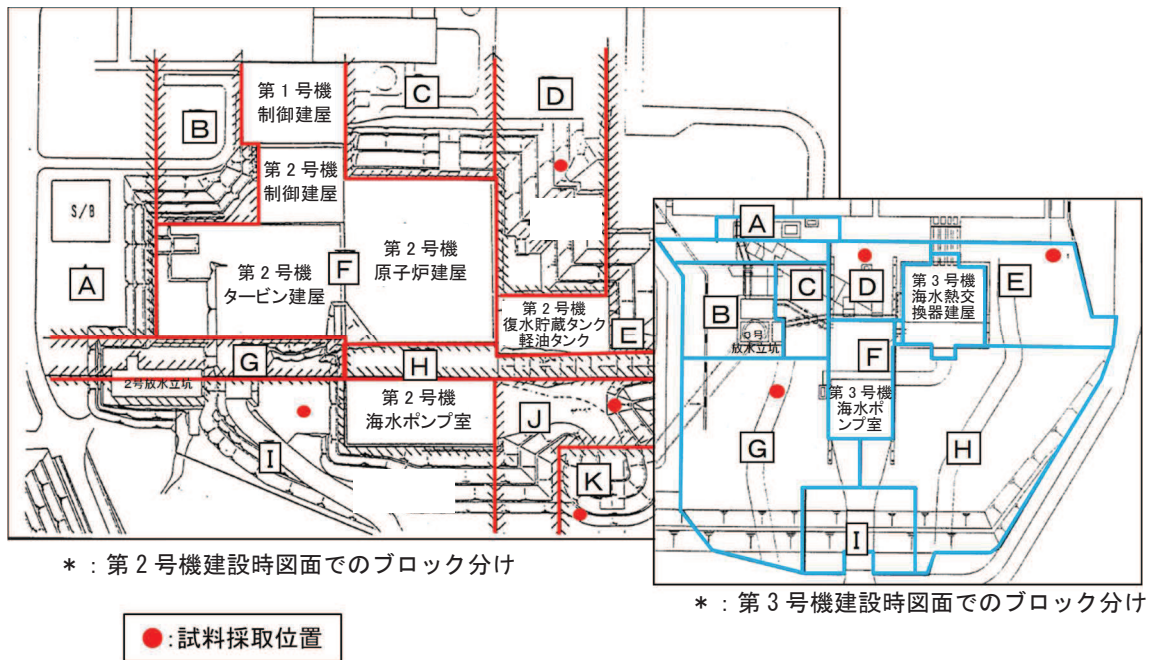 第1号機
制御建屋
C
D
B
第2号機
制御建屋
S/B
A
第2号機
タービン建屋
F
第2号機
原子炉建屋
第2号機
復水貯蔵タンク
軽油タンク
E
G
H
2号放水立坑
第2号機
海水ポンプ室
J
I
K
*:第2号機建設時図面でのブロック分け
A
B
C
D
第3号機
海水熱交
換器建屋
E
放水立坑
F
第3号機
海水ポ
ンプ室
G
H
I
*:第3号機建設時図面でのブロック分け
●:試料採取位置